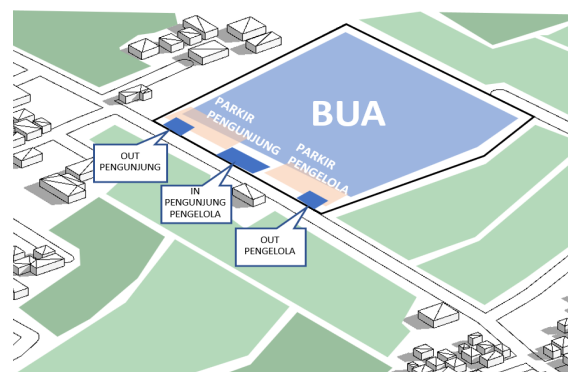 BUA
PARKIR
PENGUNJUNG
PARKIR
PENGELOLA
OUT
PENGUNJUNG
IN
PENGUNJUNG
PENGELOLA
OUT
PENGELOLA